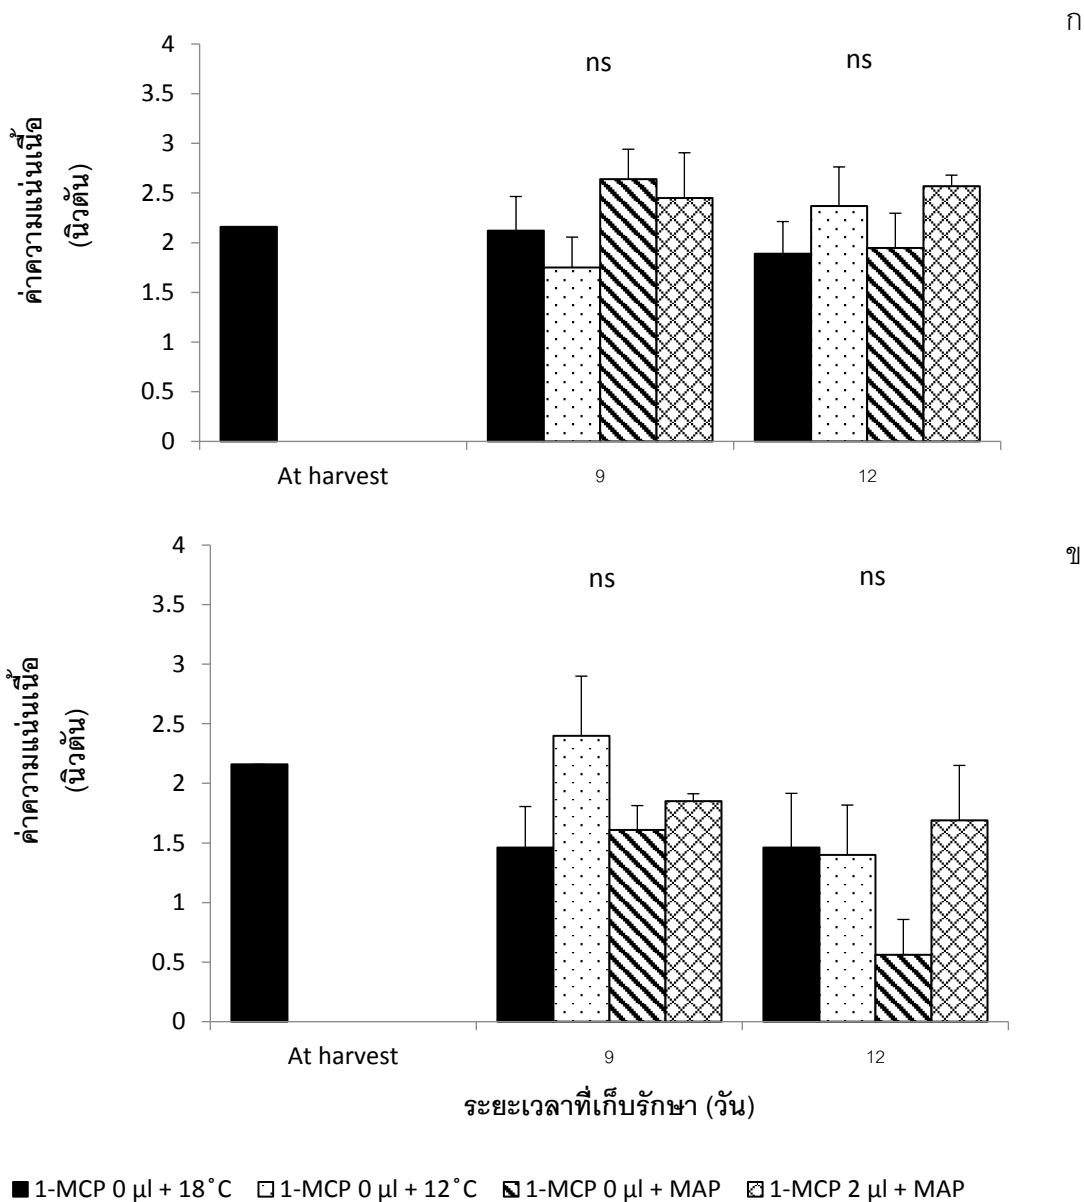 ก
4
3.5
3
2.5
2
1.5
1
0.5
0
ค่าความแน่นเนื้อ
(นิวตัน)
ns ns
At harvest 9 12
ข
4
3.5
3
2.5
2
1.5
1
0.5
0
ค่าความแน่นเนื้อ
(นิวตัน)
ns ns
At harvest 9 12
ระยะเวลาที่เก็บรักษา (วัน)
1-MCP 0 µl + 18˚C 1-MCP 0 µl + 12˚C 1-MCP 0 µl + MAP 1-MCP 2 µl + MAP